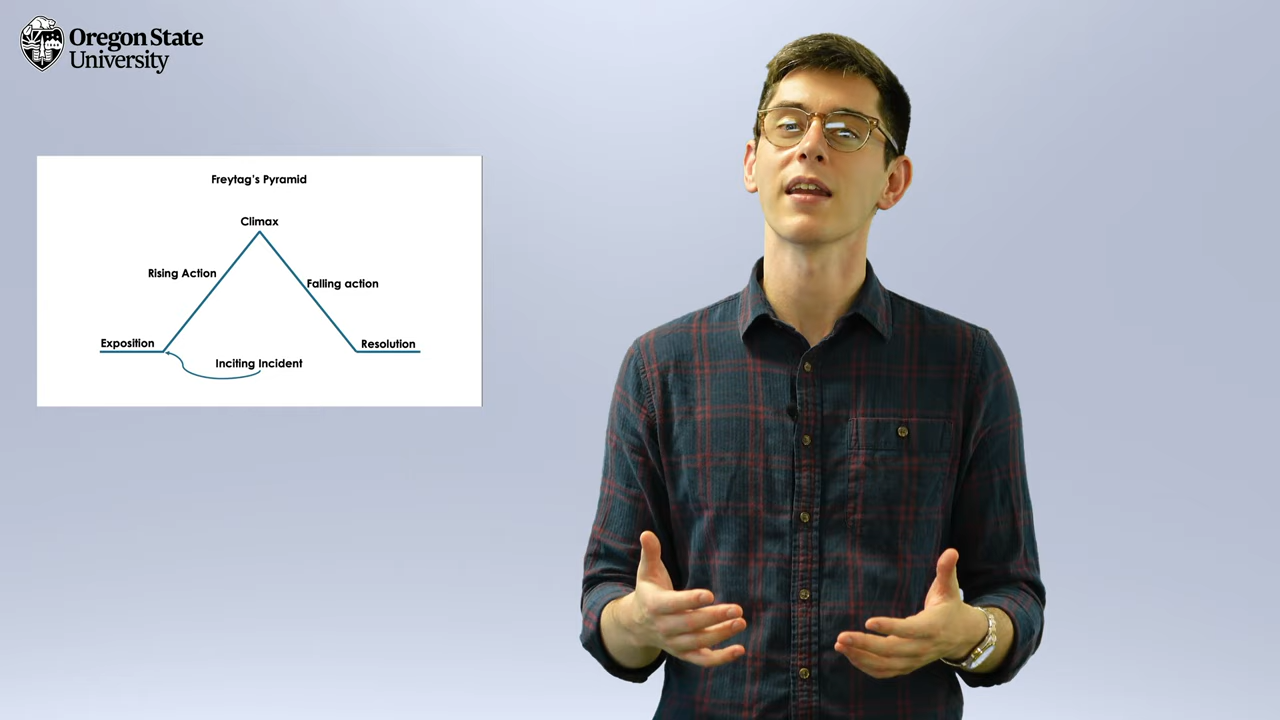 Oregon State
University
Freytag's Pyramid
Climax
Rising Action
Falling action
Exposition
Resolution
Inciting Incident